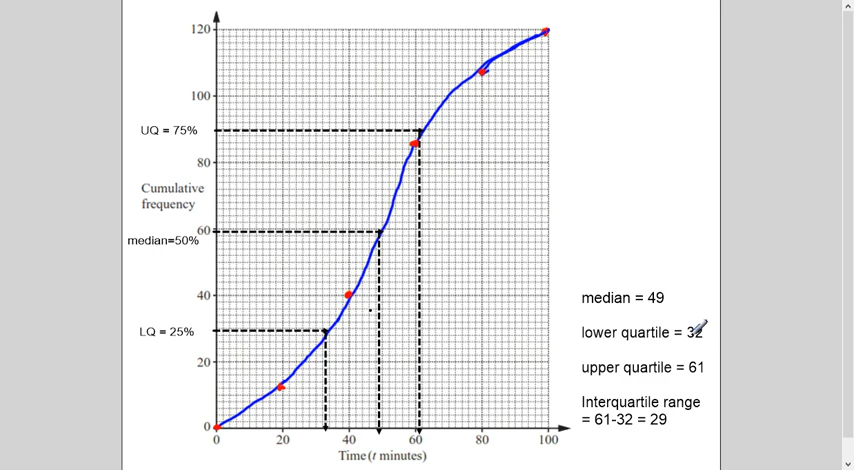 120
100
UQ = 75%
80
Cumulative
frequency
60
median=50%
40
LQ = 25%
20
0
0 20 40 60 80 100
Time (t minutes)
median = 49
lower quartile = 32
upper quartile = 61
Interquartile range
= 61-32 = 29